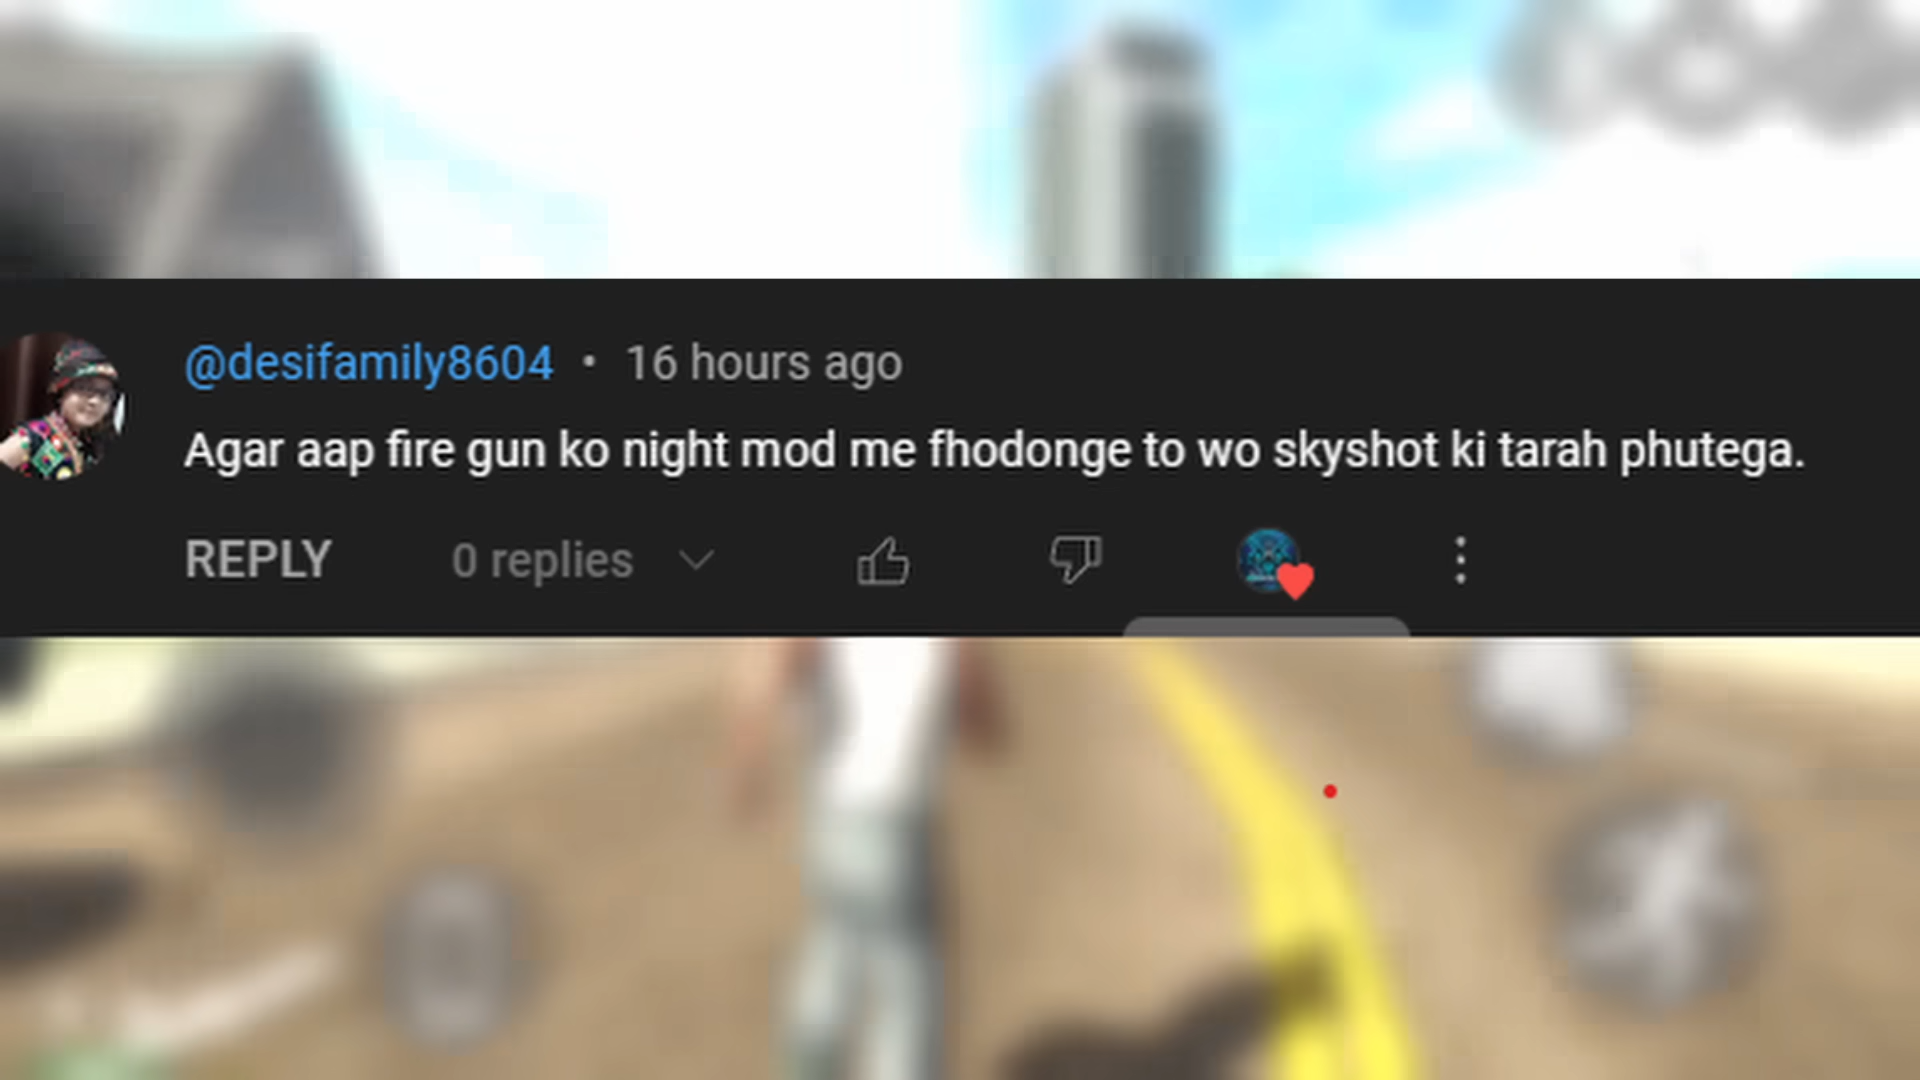 @desifamily8604 • 16 hours ago
Agar aap fire gun ko night mod me fhodonge to wo skyshot ki tarah phutega.
REPLY 0 replies